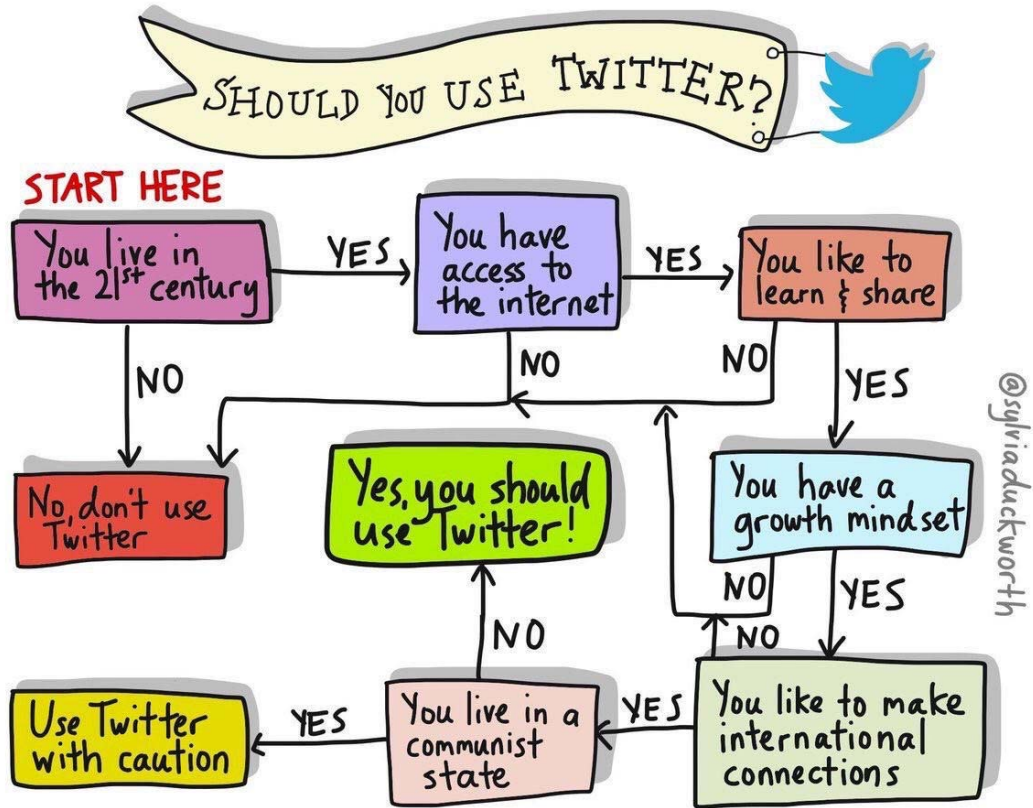 SHOULD YOU USE TWITTER?
START HERE
You live in
the 21st century
YES
You have
access to
the internet
YES
You like to
learn & share
NO
NO
NO
YES
No, don't use
Twitter
Yes, you should
use Twitter!
You have a
growth mindset
@sylviaduckworth
NO
YES
NO
NO
Use Twitter
with caution
YES
You live in a
communist
state
YES
You like to make
international
connections